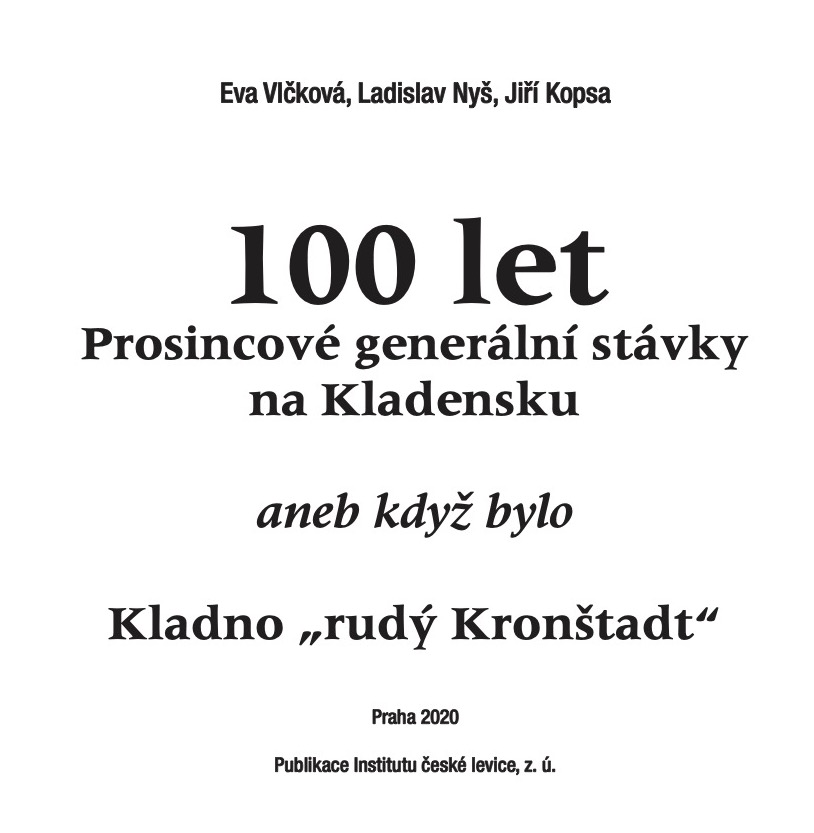 Eva Vlčková, Ladislav Nyš, Jiří Kopsa
100 let
Prosincové generální stávky
na Kladensku
aneb když bylo
Kladno „rudý Kronštadt“
Praha 2020
Publikace Institutu české levice, z. ú.